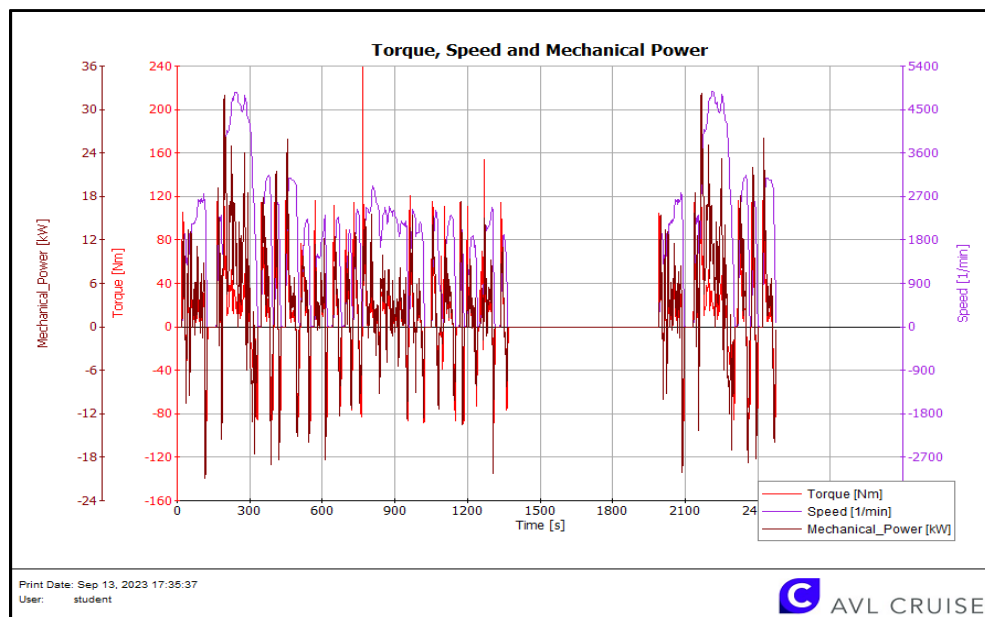 Torque, Speed and Mechanical Power
36
30
24
18
12
6
0
-6
-12
-18
-24
Mechanical_Power [kW]
240
200
160
120
80
40
0
-40
-80
-120
-160
Torque [Nm]
5400
4500
3600
2700
1800
900
0
-900
-1800
-2700
Speed [1/min]
0 300 600 900 1200 1500 1800 2100
Time [s]
Torque [Nm]
Speed [1/min]
Mechanical_Power [kW]
Print Date: Sep 13, 2023 17:35:37
User: student
C AVL CRUISE